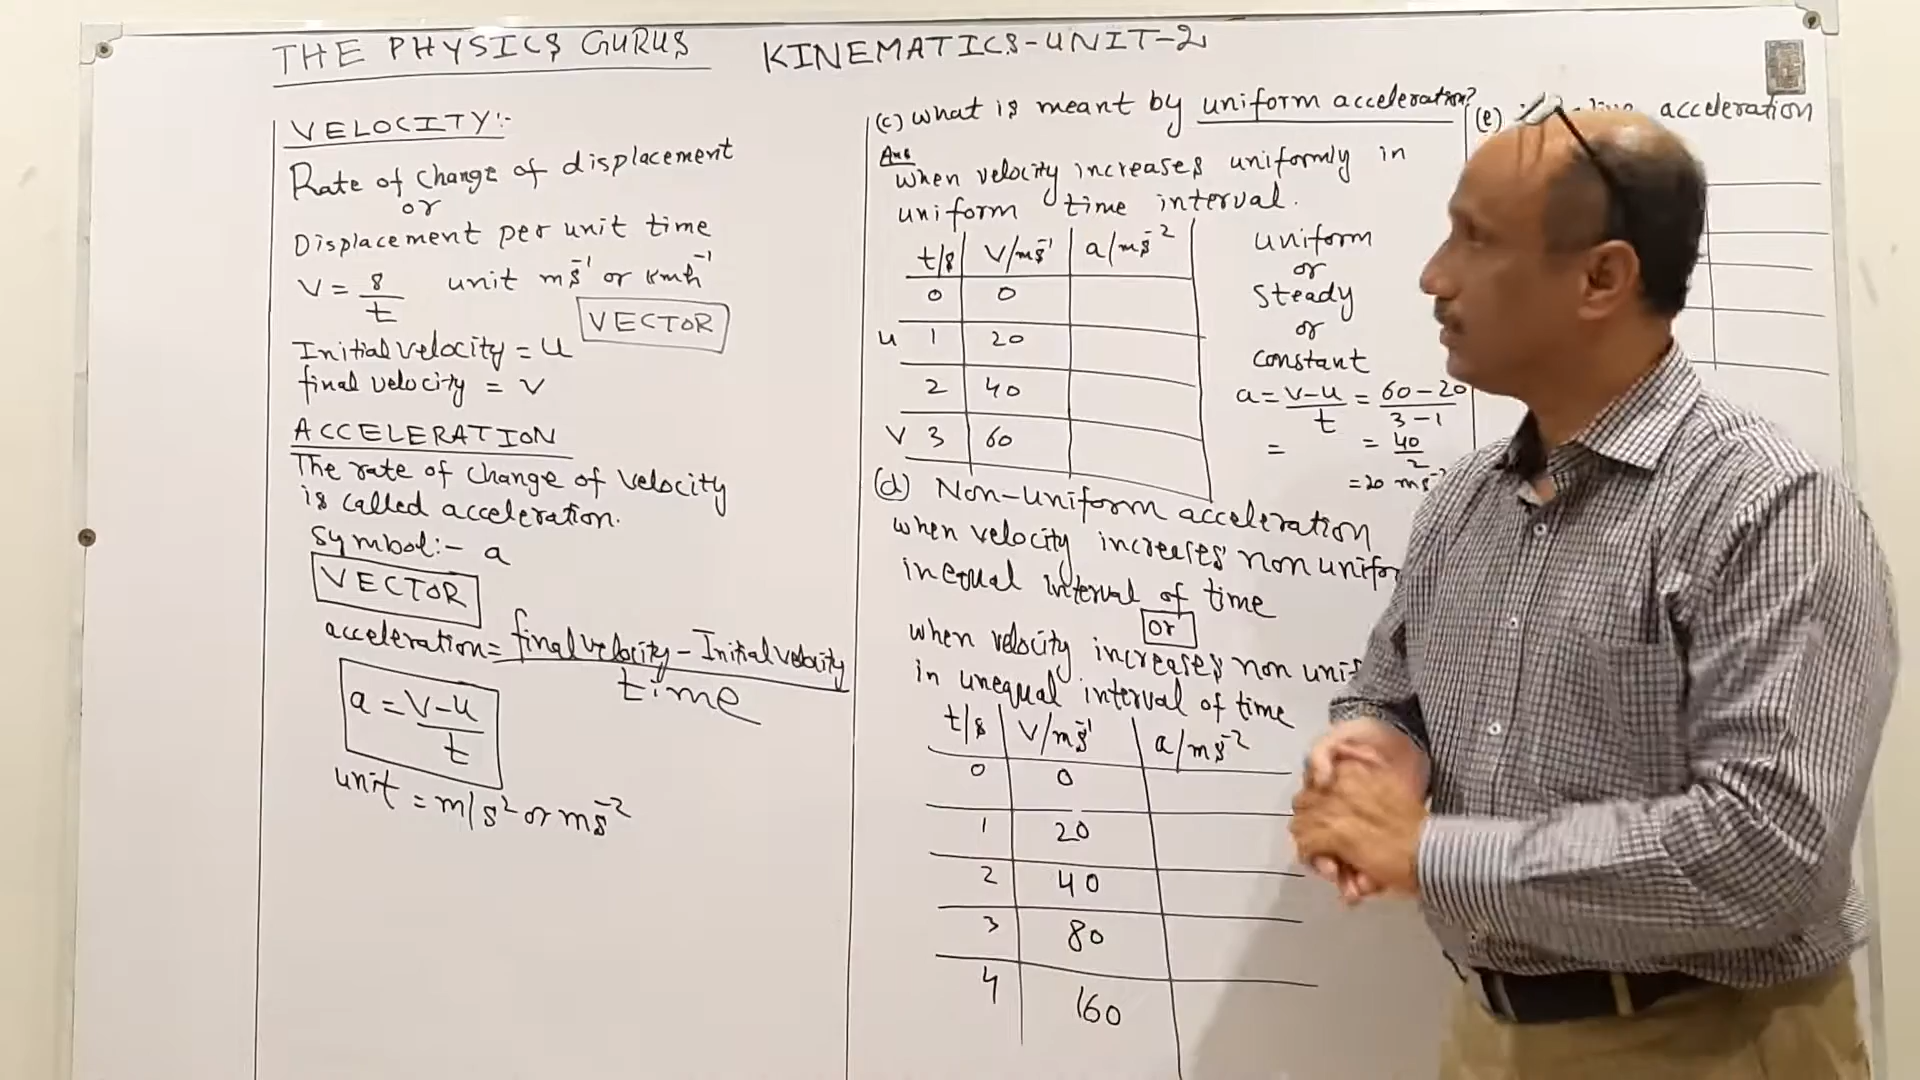 THE PHYSICS GURUS KINEMATICS-UNIT-2
VELOCITY:-
Rate of change of displacement
or
Displacement per unit time
V = s/t unit ms⁻¹ or kmh⁻¹
VECTOR
Initial velocity = u
final velocity = v
ACCELERATION
The rate of change of velocity
is called acceleration.
Symbol:- a
VECTOR
acceleration = final velocity - Initial velocity
time
a = v-u/t
unit = m/s² or ms⁻²
(c) What is meant by uniform acceleration?
Ans
When velocity increases uniformly in
uniform time interval.
t/s V/ms⁻¹ a/ms⁻²
0 0
u 1 20
2 40
V 3 60
uniform
or
steady
or
constant
a = v-u/t = 60-20/3-1
= = 40/2
= 20 ms⁻
(d) Non-uniform acceleration
when velocity increases non unifor
in equal interval of time
or
when velocity increases non uni
in unequal interval of time
t/s V/ms⁻¹ a/ms⁻²
0 0
1 20
2 40
3 80
4 160
(e) acceleration